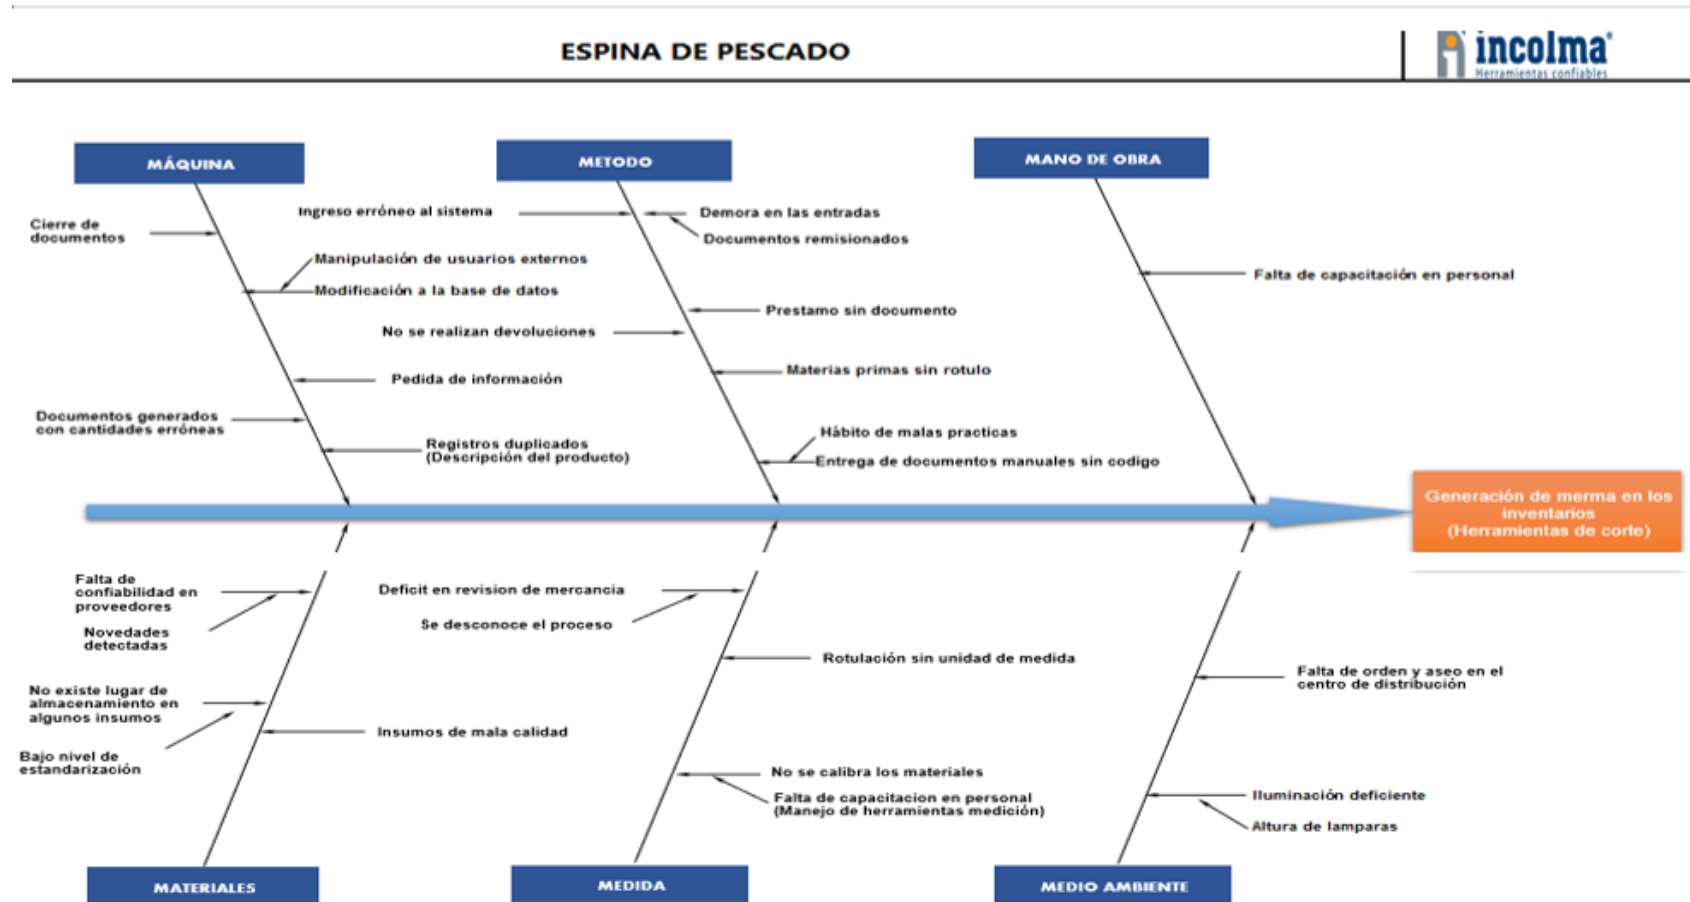 ESPINA DE PESCADO
incolma
Herramientas confiables
MÁQUINA
METODO
MANO DE OBRA
Cierre de
documentos
Manipulación de usuarios externos
Modificación a la base de datos
Pedida de información
Documentos generados
con cantidades erróneas
Registros duplicados
(Descripción del producto)
Ingreso erróneo al sistema
Demora en las entradas
Documentos remisionados
Prestamo sin documento
No se realizan devoluciones
Materias primas sin rotulo
Hábito de malas practicas
Entrega de documentos manuales sin codigo
Falta de capacitación en personal
Generación de merma en los
inventarios
(Herramientas de corte)
Falta de
confiabilidad en
proveedores
Novedades
detectadas
No existe lugar de
almacenamiento en
algunos insumos
Bajo nivel de
estandarización
Insumos de mala calidad
Deficit en revision de mercancia
Se desconoce el proceso
Rotulación sin unidad de medida
No se calibra los materiales
Falta de capacitacion en personal
(Manejo de herramientas medición)
Falta de orden y aseo en el
centro de distribución
Iluminación deficiente
Altura de lamparas
MATERIALES
MEDIDA
MEDIO AMBIENTE